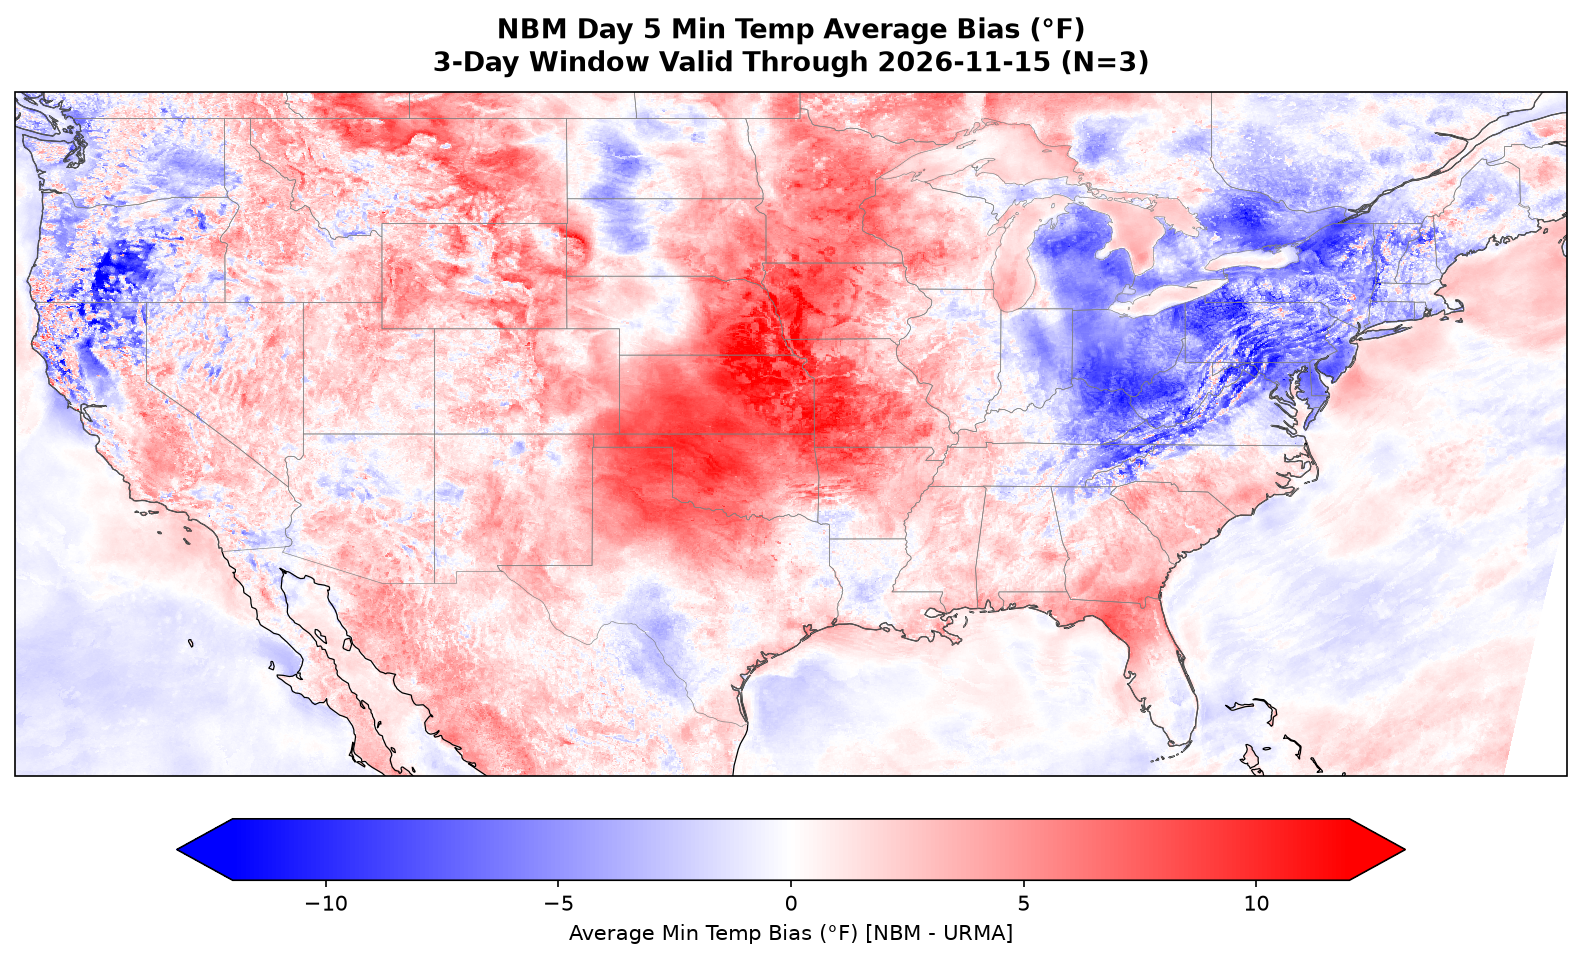 NBM Day 5 Min Temp Average Bias (°F)
3-Day Window Valid Through 2026-11-15 (N=3)
−10 −5 0 5 10
Average Min Temp Bias (°F) [NBM - URMA]